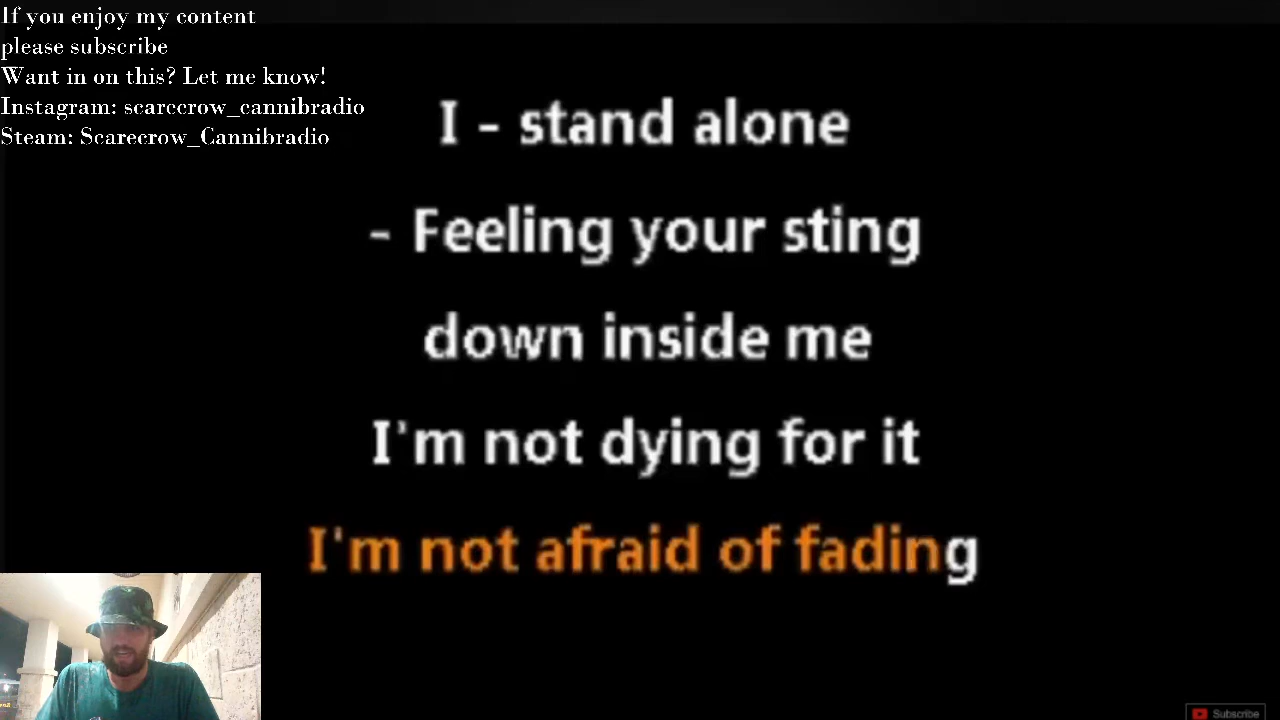 If you enjoy my content
please subscribe
Want in on this? Let me know!
Instagram: scarccrow_cannibradio
Steam: Scarecrow_Cannibradio
I - stand alone
- Feeling your sting
down inside me
I'm not dying for it
I'm not afraid of fading
Subscribe